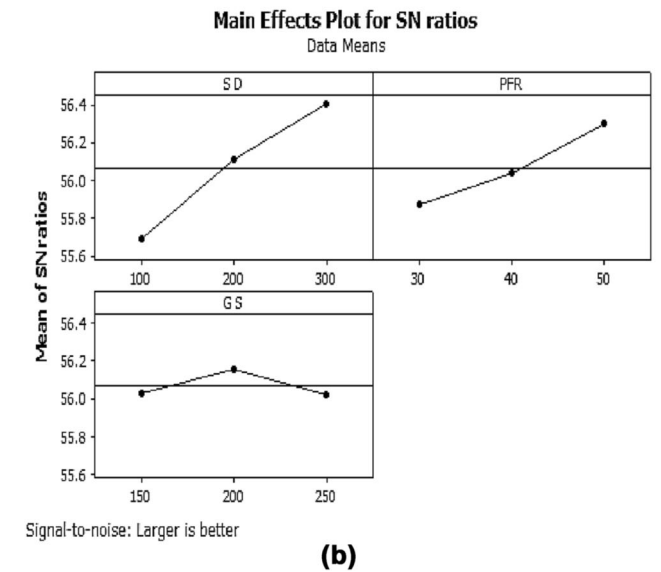 Main Effects Plot for SN ratios
Data Means
SD
PFR
56.4
56.2
56.0
55.8
55.6
100 200 300
30 40 50
GS
56.4
56.2
56.0
55.8
55.6
150 200 250
Mean of SN ratios
Signal-to-noise: Larger is better
(b)